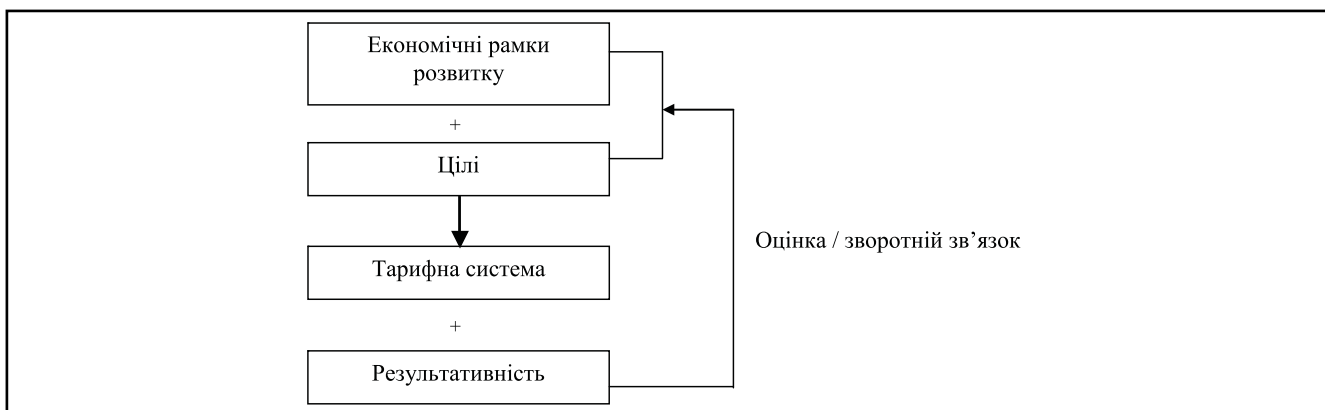 Економічні рамки
розвитку
+
Цілі
Тарифна система
Оцінка / зворотній зв’язок
+
Результативність